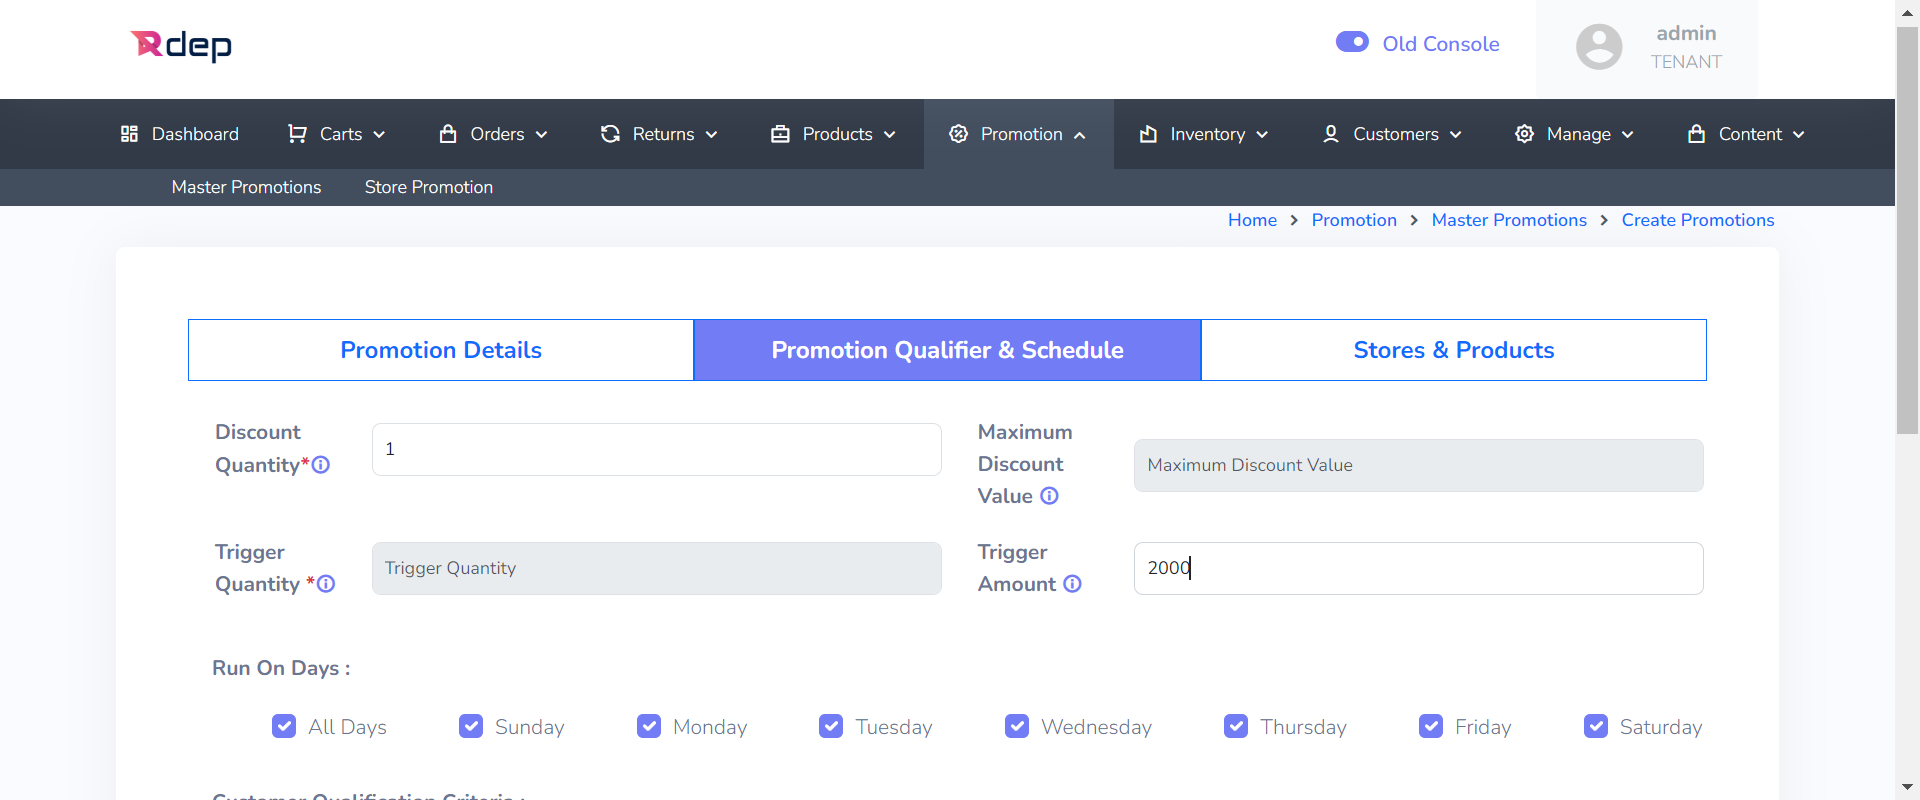 Rdep
Old Console
admin
TENANT
Dashboard
Carts
Orders
Returns
Products
Promotion
Inventory
Customers
Manage
Content
Master Promotions
Store Promotion
Home > Promotion > Master Promotions > Create Promotions
Promotion Details
Promotion Qualifier & Schedule
Stores & Products
Discount
Quantity*
1
Maximum
Discount
Value
Maximum Discount Value
Trigger
Quantity *
Trigger Quantity
Trigger
Amount
2000
Run On Days :
All Days
Sunday
Monday
Tuesday
Wednesday
Thursday
Friday
Saturday
Customer Qualification Criteria :